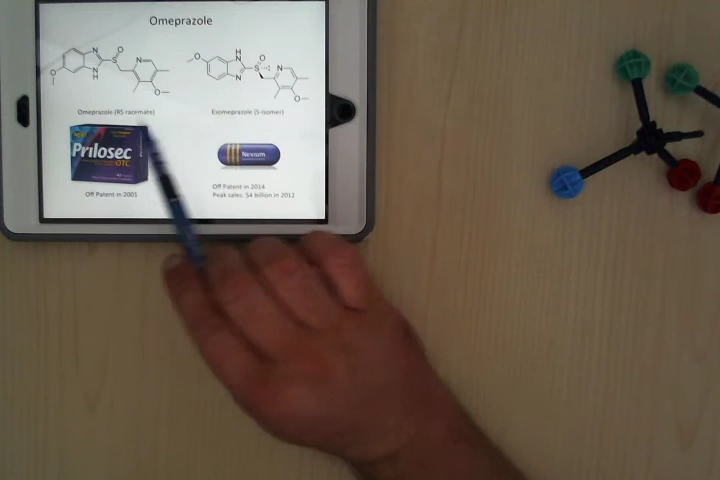 Omeprazole
Omeprazole (RS racemate)
Esomeprazole (S-isomer)
Prilosec
OTC
Nexium
Off Patent in 2001
Off Patent in 2014
Peak sales: $4 billion in 2012